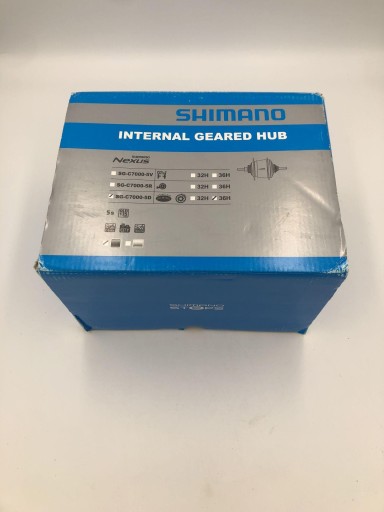 SHIMANO
INTERNAL GEARED HUB
SHIMANO
NEXUS
SG-C7000-5V 32H 36H
SG-C7000-5R 32H 36H
SG-C7000-5D 32H 36H
5s